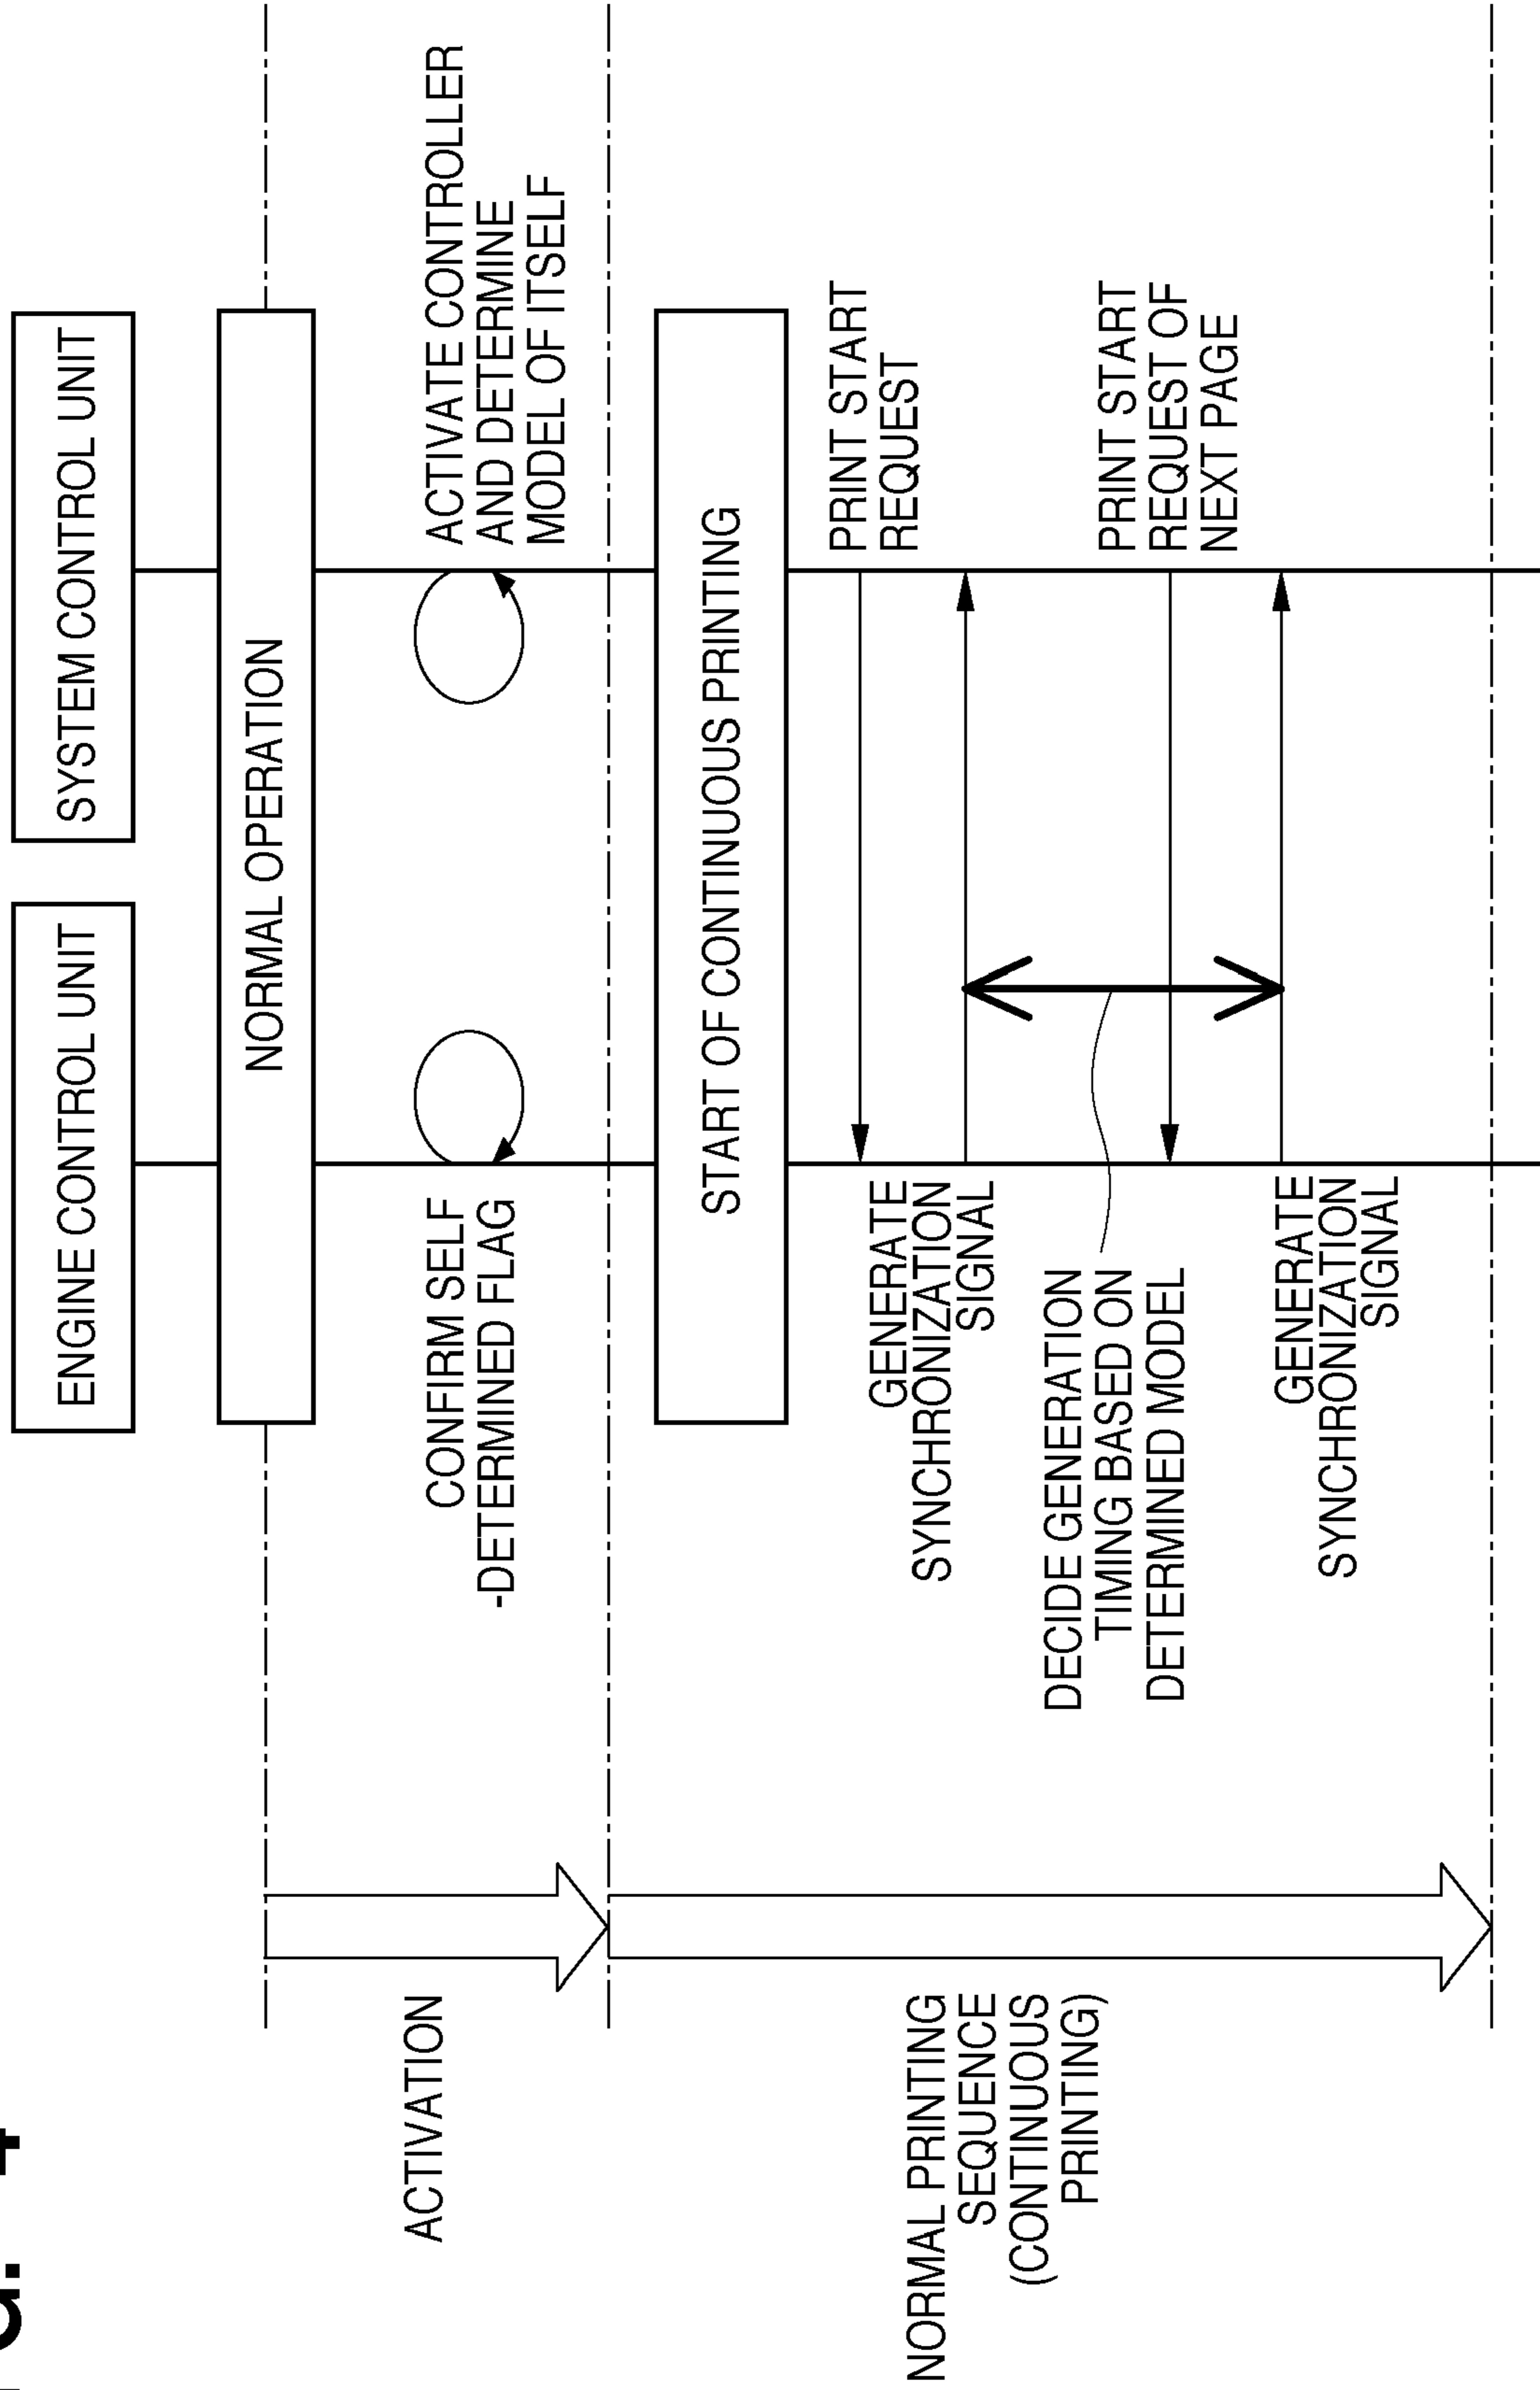 ENGINE CONTROL UNIT
SYSTEM CONTROL UNIT
NORMAL OPERATION
ACTIVATION
CONFIRM SELF
-DETERMINED FLAG
ACTIVATE CONTROLLER
AND DETERMINE
MODEL OF ITSELF
START OF CONTINUOUS PRINTING
NORMAL PRINTING
SEQUENCE
(CONTINUOUS
PRINTING)
PRINT START
REQUEST
GENERATE
SYNCHRONIZATION
SIGNAL
DECIDE GENERATION
TIMING BASED ON
DETERMINED MODEL
PRINT START
REQUEST OF
NEXT PAGE
GENERATE
SYNCHRONIZATION
SIGNAL